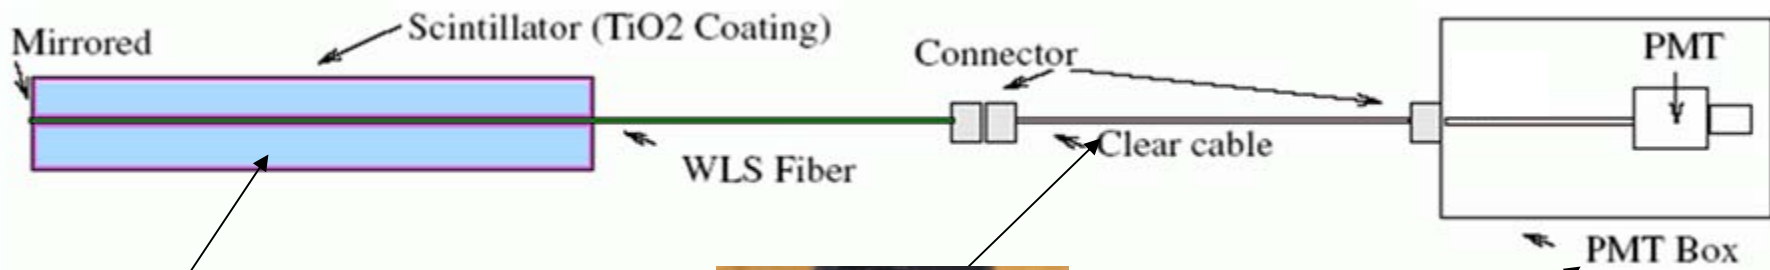 Mirrored
Scintillator (TiO2 Coating)
Connector
PMT
WLS Fiber
Clear cable
PMT Box